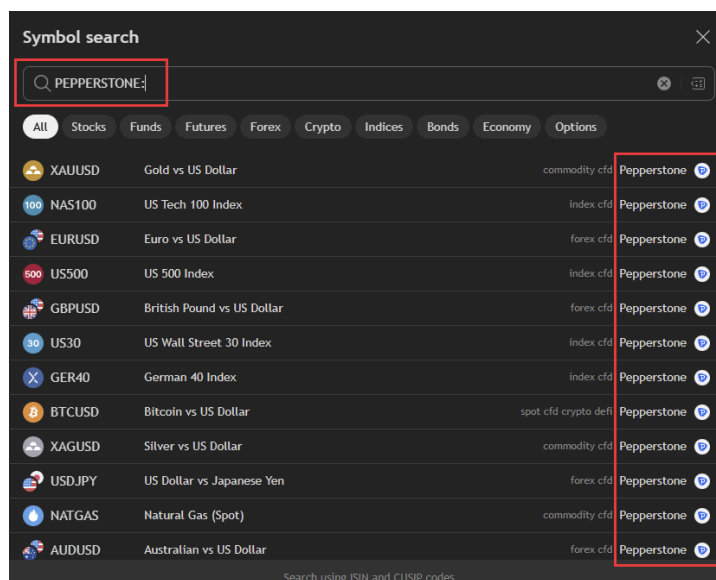 Symbol search
PEPPERSTONE:
All Stocks Funds Futures Forex Crypto Indices Bonds Economy Options
XAUUSD Gold vs US Dollar commodity cfd Pepperstone
100 NAS100 US Tech 100 Index index cfd Pepperstone
EURUSD Euro vs US Dollar forex cfd Pepperstone
500 US500 US 500 Index index cfd Pepperstone
GBPUSD British Pound vs US Dollar forex cfd Pepperstone
30 US30 US Wall Street 30 Index index cfd Pepperstone
X GER40 German 40 Index index cfd Pepperstone
BTCUSD Bitcoin vs US Dollar spot cfd crypto defi Pepperstone
XAGUSD Silver vs US Dollar commodity cfd Pepperstone
USDJPY US Dollar vs Japanese Yen forex cfd Pepperstone
NATGAS Natural Gas (Spot) commodity cfd Pepperstone
AUDUSD Australian vs US Dollar forex cfd Pepperstone
Search using ISIN and CUSIP codes